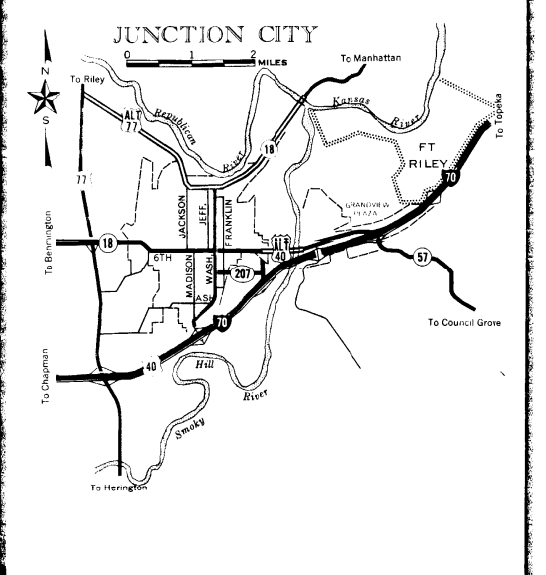 JUNCTION CITY
0 1 2
MILES
N
S
To Riley
To Manhattan
ALT
77
Republican
River
Kansas
River
18
To Topeka
FT
RILEY
70
77
JACKSON
JEFF.
FRANKLIN
GRANDVIEW
PLAZA
18
6TH
ALT
40
To Bennington
MADISON
WASH.
207
57
ASH
70
To Council Grove
40
Hill
River
To Chapman
Smoky
To Herington